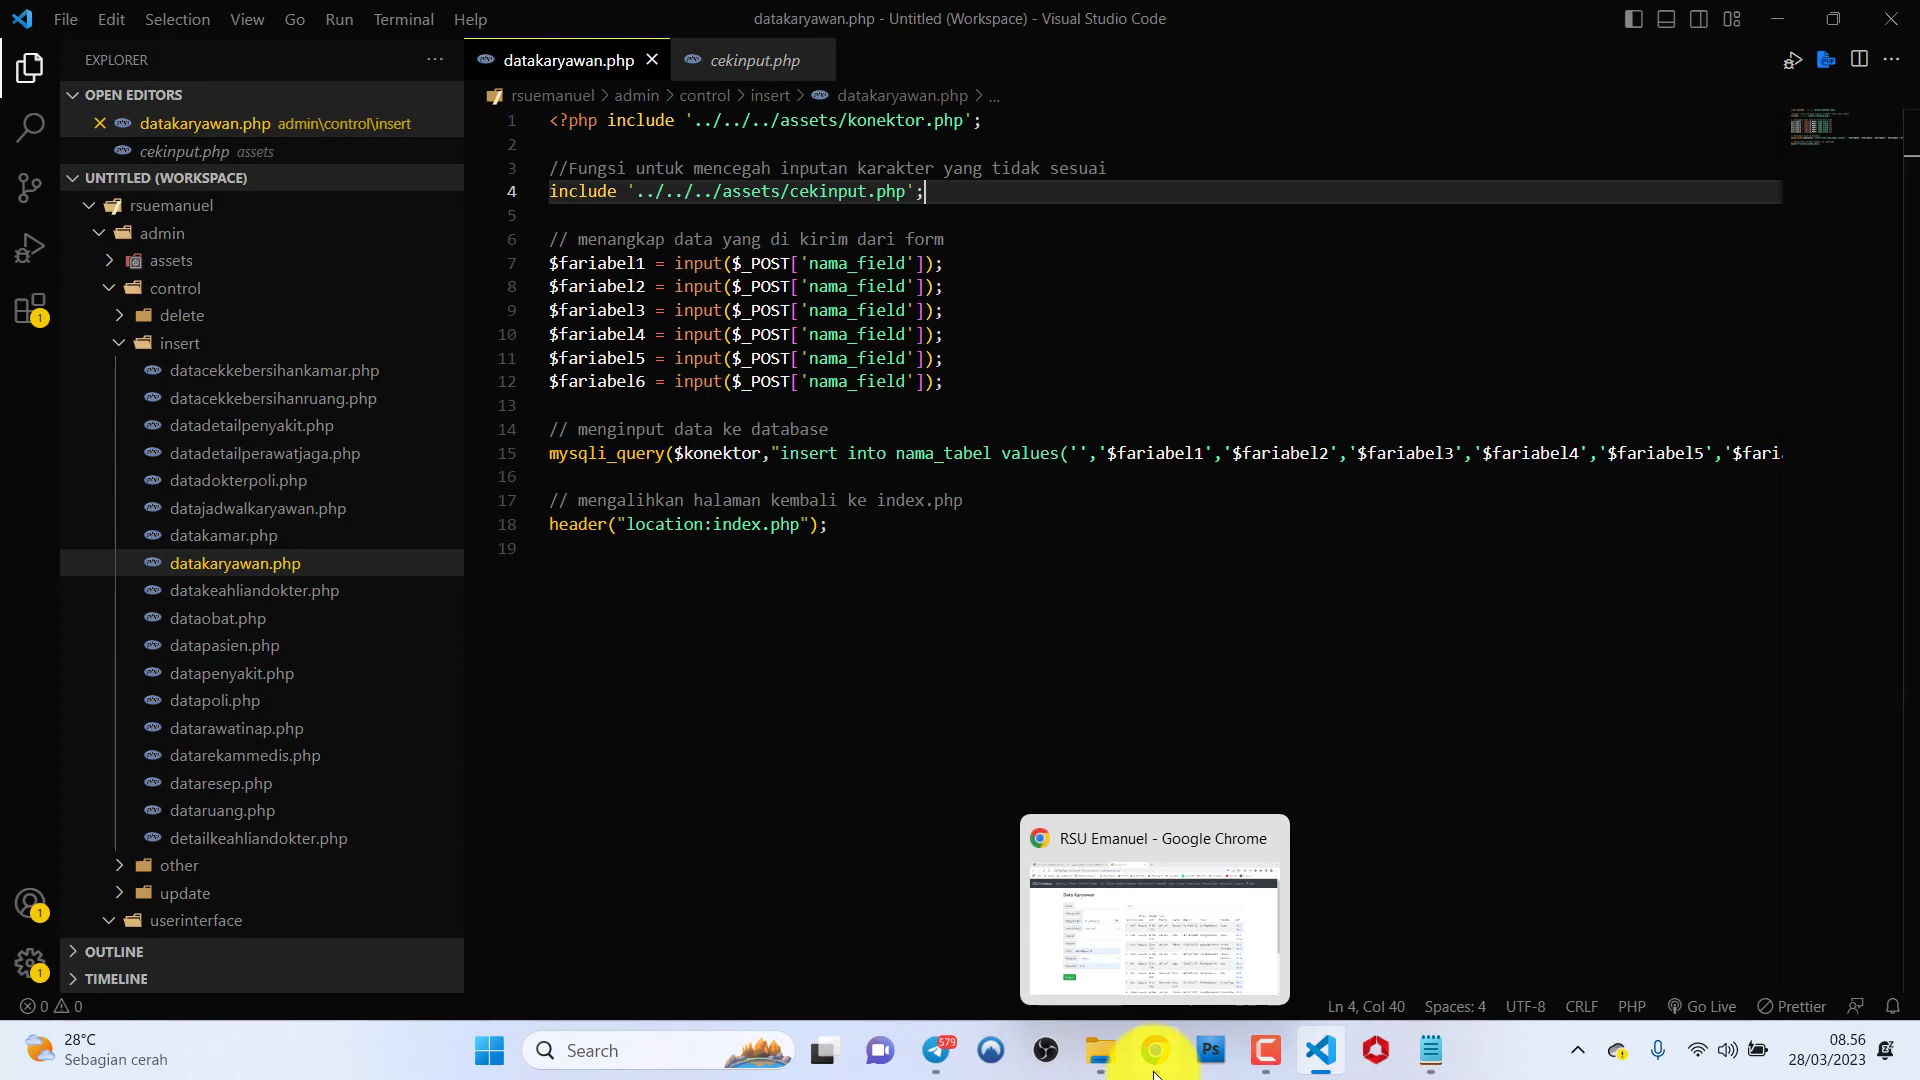 File Edit Selection View Go Run Terminal Help
datakaryawan.php - Untitled (Workspace) - Visual Studio Code
EXPLORER
OPEN EDITORS
datakaryawan.php admin\control\insert
cekinput.php assets
UNTITLED (WORKSPACE)
rsuemanuel
admin
assets
control
delete
insert
datacekkebersihankamar.php
datacekkebersihanruang.php
datadetailpenyakit.php
datadetailperawatjaga.php
datadokterpoli.php
datajadwalkaryawan.php
datakamar.php
datakaryawan.php
datakeahliandokter.php
dataobat.php
datapasien.php
datapenyakit.php
datapoli.php
datarawatinap.php
datarekammedis.php
dataresep.php
dataruang.php
detailkeahliandokter.php
other
update
userinterface
OUTLINE
TIMELINE
datakaryawan.php
cekinput.php
rsuemanuel > admin > control > insert > datakaryawan.php > ...
1 <?php include '../../../assets/konektor.php';
2
3 //Fungsi untuk mencegah inputan karakter yang tidak sesuai
4 include '../../../assets/cekinput.php';
5
6 // menangkap data yang di kirim dari form
7 $fariabel1 = input($_POST['nama_field']);
8 $fariabel2 = input($_POST['nama_field']);
9 $fariabel3 = input($_POST['nama_field']);
10 $fariabel4 = input($_POST['nama_field']);
11 $fariabel5 = input($_POST['nama_field']);
12 $fariabel6 = input($_POST['nama_field']);
13
14 // menginput data ke database
15 mysqli_query($konektor,"insert into nama_tabel values('','$fariabel1','$fariabel2','$fariabel3','$fariabel4','$fariabel5','$fari
16
17 // mengalihkan halaman kembali ke index.php
18 header("location:index.php");
19
RSU Emanuel - Google Chrome
Data Karyawan
0 0
Ln 4, Col 40 Spaces: 4 UTF-8 CRLF PHP Go Live Prettier
1
1
1
28°C
Sebagian cerah
Search
579
Ps
08.56
28/03/2023